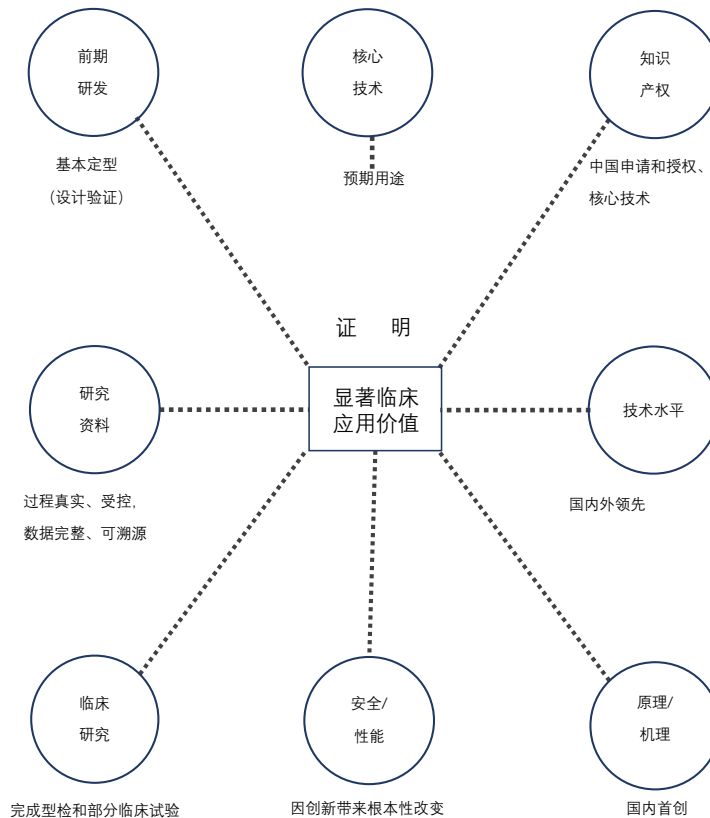 前期
研发
核心
技术
知识
产权
基本定型
（设计验证）
预期用途
中国申请和授权、
核心技术
证 明
显著临床
应用价值
研究
资料
技术水平
过程真实、受控，
数据完整、可溯源
国内外领先
临床
研究
安全/
性能
原理/
机理
完成型检和部分临床试验
因创新带来根本性改变
国内首创